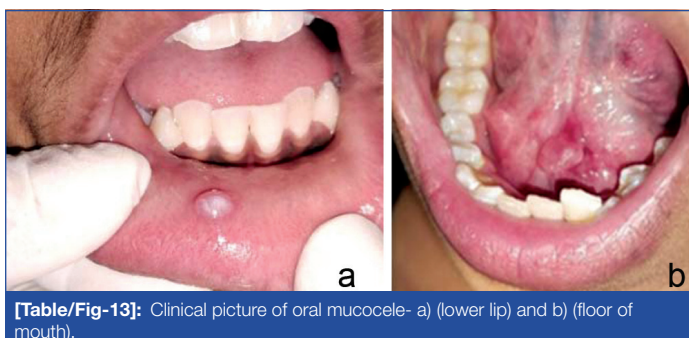 a
b
[Table/Fig-13]: Clinical picture of oral mucocele- a) (lower lip) and b) (floor of
mouth).